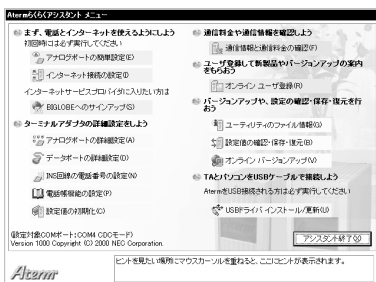 Atermらくらくアシスタント メニュー
まず、電話とインターネットを使えるようにしよう
初回時には必ず実行してください
アナログポートの簡単設定(E)
インターネット接続の設定(I)
インターネットサービスプロバイダに入りたい方は
BIGLOBEへのサインアップ(S)
ターミナルアダプタの詳細設定をしよう
アナログポートの詳細設定(A)
データポートの詳細設定(D)
INS回線の電話番号の設定(N)
電話帳機能の設定(P)
設定値の初期化(C)
(設定対象COMポート:COM4 CDCモード)
Version 1000 Copyright (C) 2000 NEC Corporation.
通信料金や通信情報を確認しよう
通信情報と通信料金の確認(F)
ユーザ登録して新製品やバージョンアップの案内
をもらおう
オンライン ユーザ登録(R)
バージョンアップや、設定の確認・保存・復元を行
おう
ユーティリティのファイル情報(G)
設定値の確認・保存・復元(B)
オンライン バージョンアップ(V)
TAとパソコンをUSBケーブルで接続しよう
AtermをUSB接続される方は必ず実行してください
USBドライバ インストール/更新(U)
アシスタント終了(X)
Aterm
ヒントを見たい場所にマウスカーソルを重ねると、ここにヒントが表示されます。